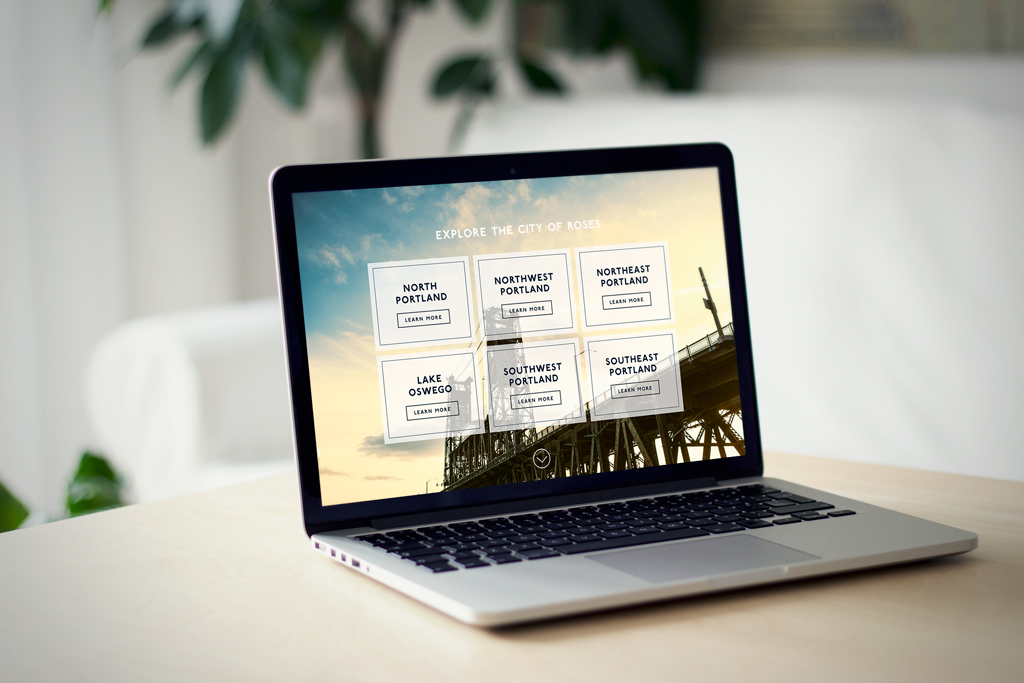 EXPLORE THE CITY OF ROSES
NORTH
PORTLAND
LEARN MORE
NORTHWEST
PORTLAND
LEARN MORE
NORTHEAST
PORTLAND
LEARN MORE
LAKE
OSWEGO
LEARN MORE
SOUTHWEST
PORTLAND
LEARN MORE
SOUTHEAST
PORTLAND
LEARN MORE